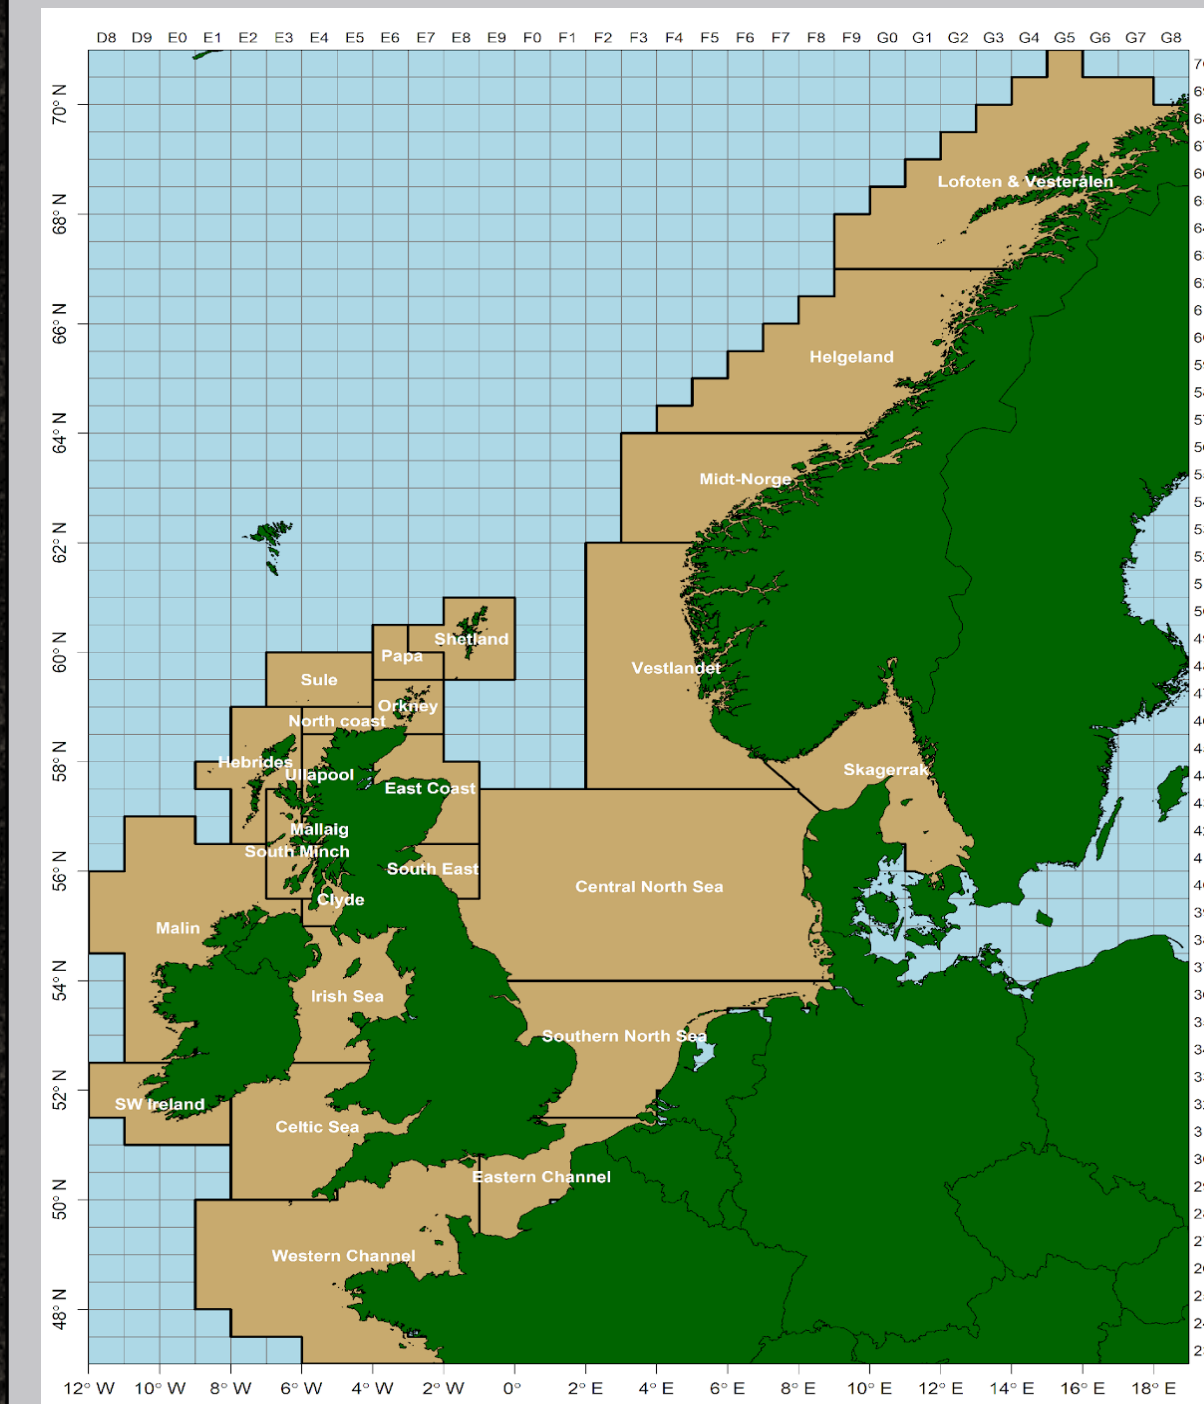 D8 D9 E0 E1 E2 E3 E4 E5 E6 E7 E8 E9 F0 F1 F2 F3 F4 F5 F6 F7 F8 F9 G0 G1 G2 G3 G4 G5 G6 G7 G8
70° N
68° N
66° N
64° N
62° N
60° N
58° N
56° N
54° N
52° N
50° N
48° N
Lofoten & Vesterålen
Helgeland
Midt-Norge
Shetland
Papa
Vestlandet
Sule
Orkney
North coast
Hebrides
Skagerrak
Ullapool
East Coast
Mallaig
South Minch
South East
Central North Sea
Clyde
Malin
Irish Sea
Southern North Sea
SW Ireland
Celtic Sea
Eastern Channel
Western Channel
12° W 10° W 8° W 6° W 4° W 2° W 0° 2° E 4° E 6° E 8° E 10° E 12° E 14° E 16° E 18° E